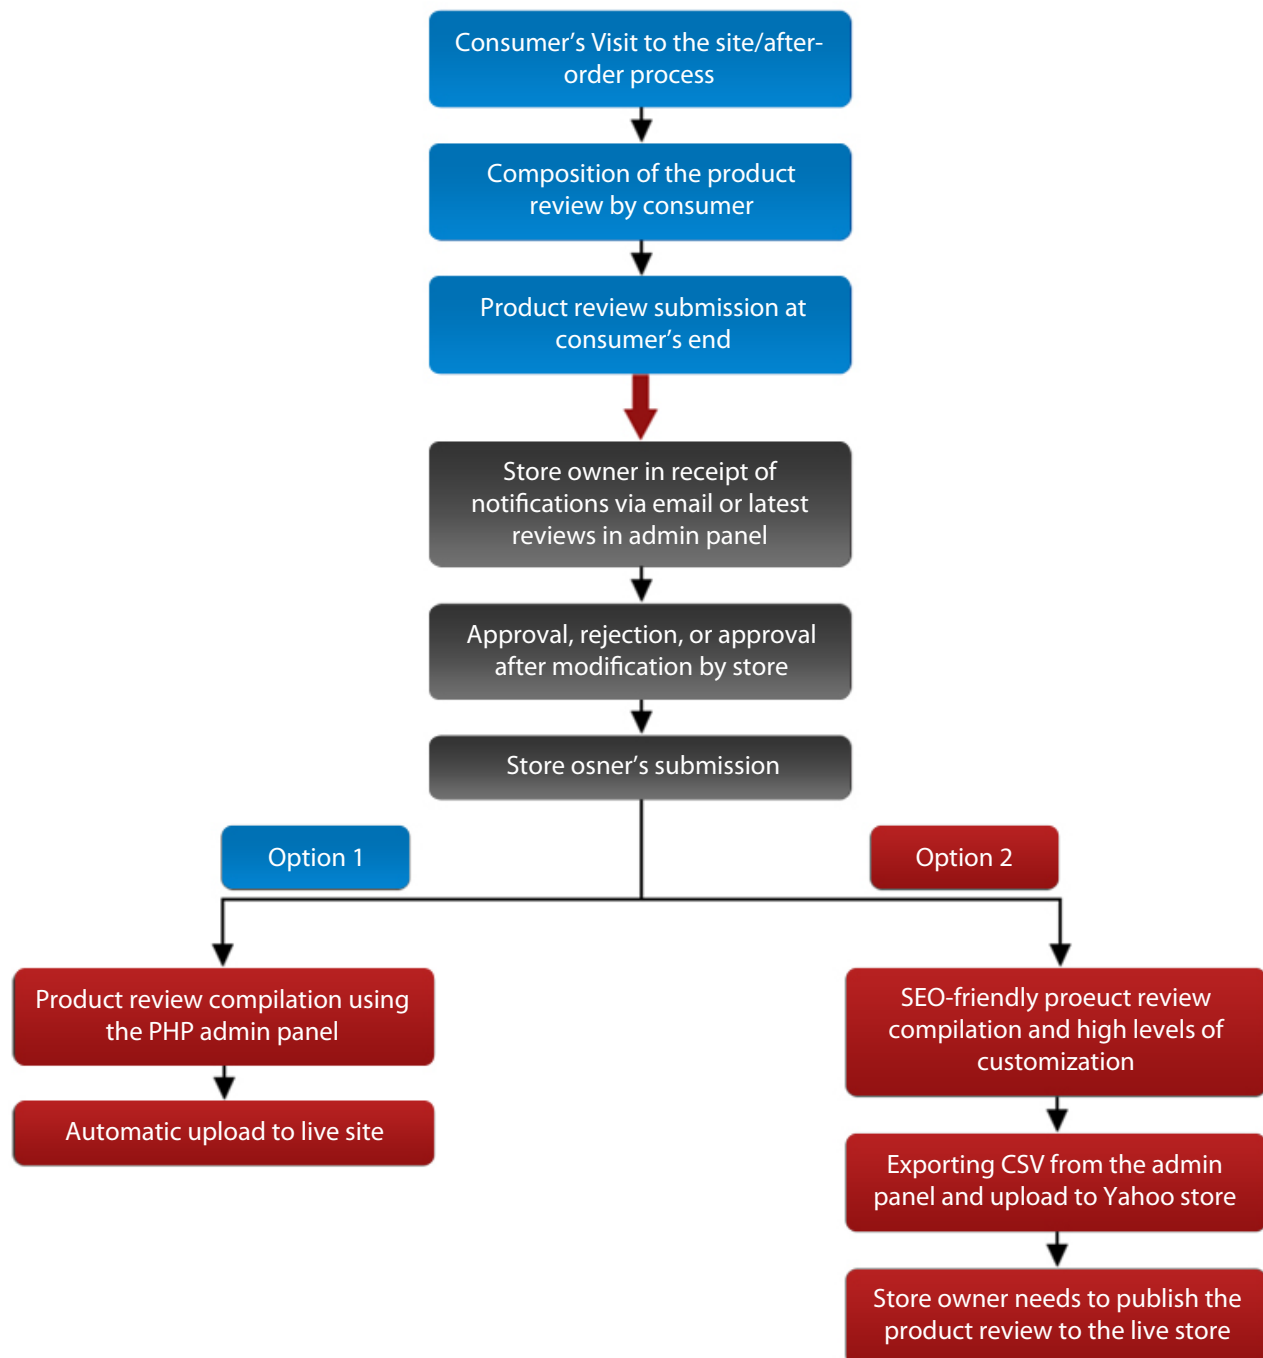 Consumer’s Visit to the site/after-
order process
Composition of the product
review by consumer
Product review submission at
consumer’s end
Store owner in receipt of
notifications via email or latest
reviews in admin panel
Approval, rejection, or approval
after modification by store
Store osner’s submission
Option 1
Option 2
Product review compilation using
the PHP admin panel
Automatic upload to live site
SEO-friendly proeuct review
compilation and high levels of
customization
Exporting CSV from the admin
panel and upload to Yahoo store
Store owner needs to publish the
product review to the live store